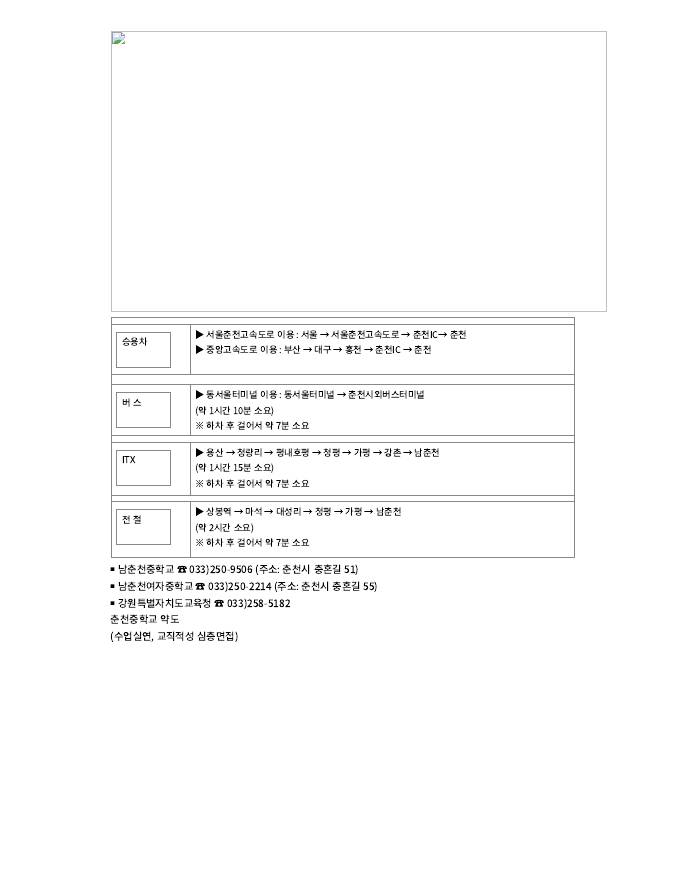 승용차
▶ 서울춘천고속도로 이용 : 서울 → 서울춘천고속도로 → 춘천IC → 춘천
▶ 중앙고속도로 이용 : 부산 → 대구 → 홍천 → 춘천IC → 춘천
버 스
▶ 동서울터미널 이용 : 동서울터미널 → 춘천시외버스터미널
(약 1시간 10분 소요)
※ 하차 후 걸어서 약 7분 소요
ITX
▶ 용산 → 청량리 → 평내호평 → 청평 → 가평 → 강촌 → 남춘천
(약 1시간 15분 소요)
※ 하차 후 걸어서 약 7분 소요
전 철
▶ 상봉역 → 마석 → 대성리 → 청평 → 가평 → 남춘천
(약 2시간 소요)
※ 하차 후 걸어서 약 7분 소요
▪ 남춘천중학교 ☎ 033)250-9506 (주소: 춘천시 충혼길 51)
▪ 남춘천여자중학교 ☎ 033)250-2214 (주소: 춘천시 충혼길 55)
▪ 강원특별자치도교육청 ☎ 033)258-5182
춘천중학교 약도
(수업실연, 교직적성 심층면접)